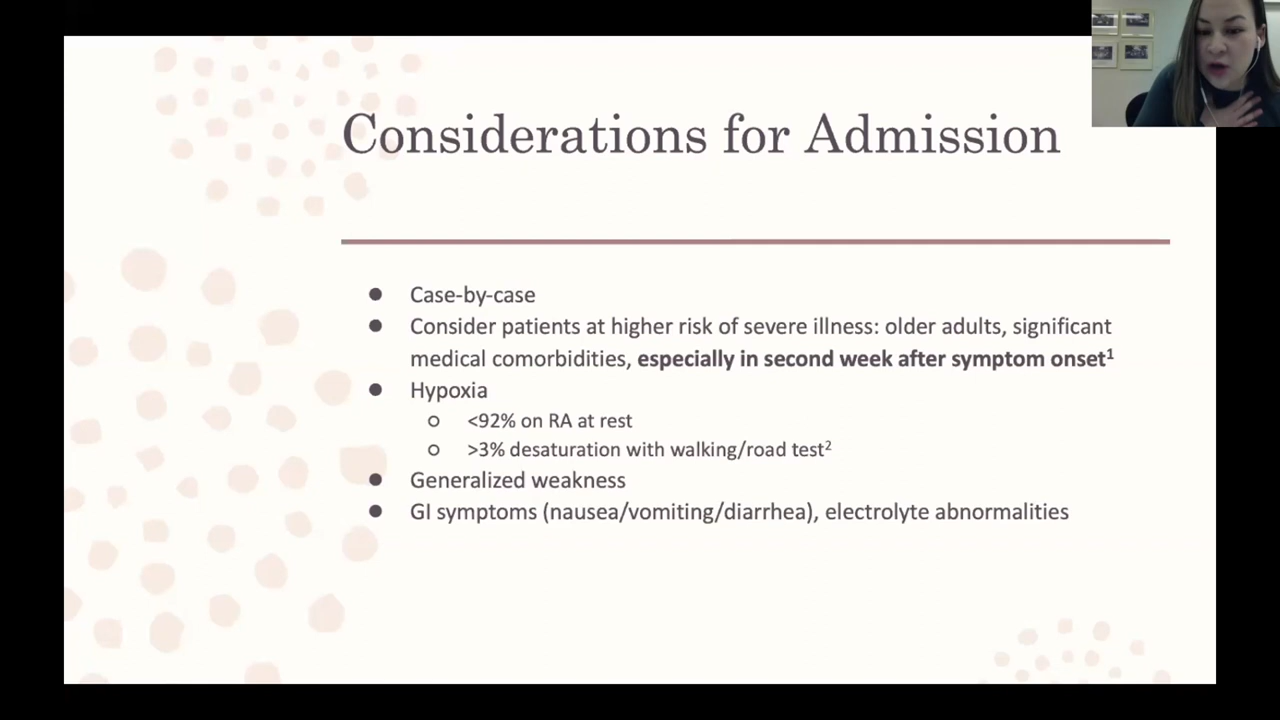 Considerations for Admission
● Case-by-case
● Consider patients at higher risk of severe illness: older adults, significant
medical comorbidities, especially in second week after symptom onset¹
● Hypoxia
○ <92% on RA at rest
○ >3% desaturation with walking/road test²
● Generalized weakness
● GI symptoms (nausea/vomiting/diarrhea), electrolyte abnormalities